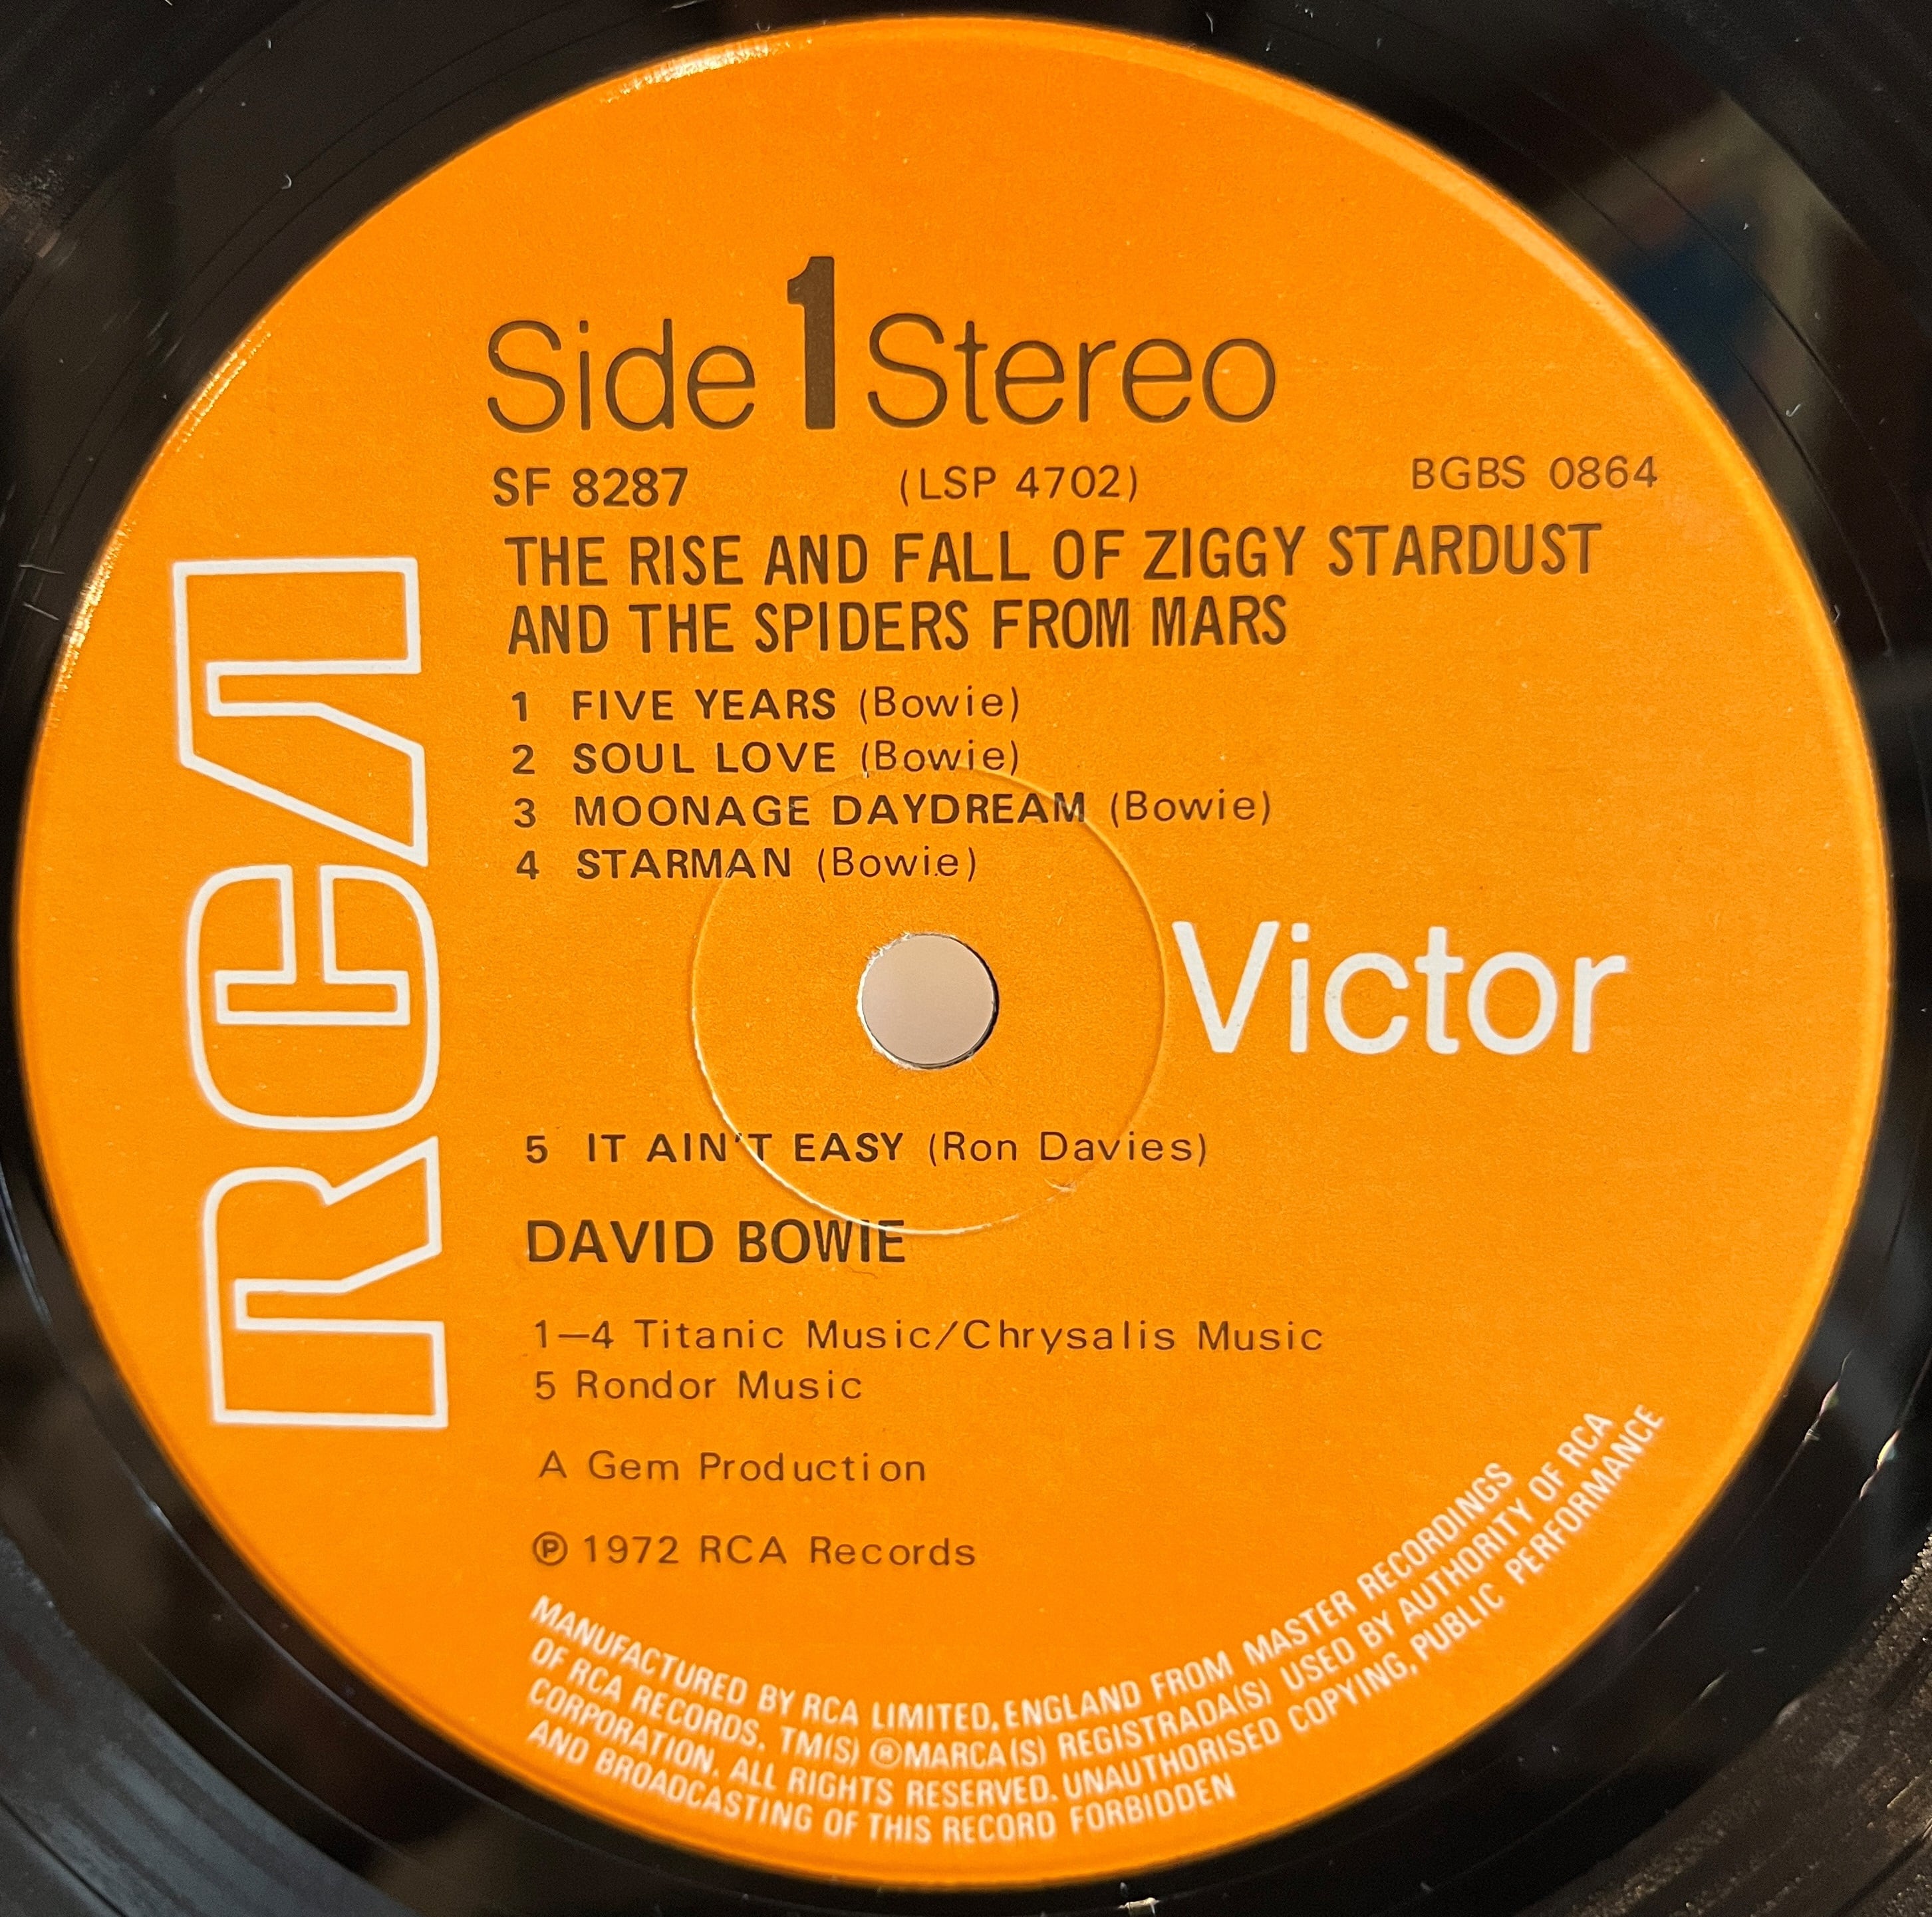 Side 1 Stereo
SF 8287 (LSP 4702) BGBS 0864
THE RISE AND FALL OF ZIGGY STARDUST
AND THE SPIDERS FROM MARS
1 FIVE YEARS (Bowie)
2 SOUL LOVE (Bowie)
3 MOONAGE DAYDREAM (Bowie)
4 STARMAN (Bowie)
RCA
Victor
5 IT AIN'T EASY (Ron Davies)
DAVID BOWIE
1—4 Titanic Music/Chrysalis Music
5 Rondor Music
A Gem Production
℗ 1972 RCA Records
MANUFACTURED BY RCA LIMITED, ENGLAND FROM MASTER RECORDINGS
OF RCA RECORDS. TM(S) ® MARCA(S) REGISTRADA(S) USED BY AUTHORITY OF RCA
CORPORATION. ALL RIGHTS RESERVED. UNAUTHORISED COPYING, PUBLIC PERFORMANCE
AND BROADCASTING OF THIS RECORD FORBIDDEN